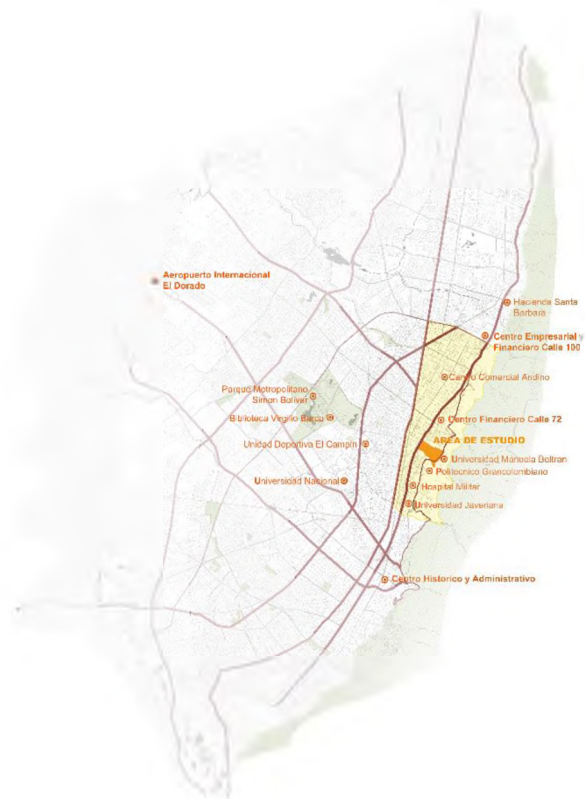 Aeropuerto Internacional
El Dorado
Hacienda Santa
Barbara
Centro Empresarial y
Financiero Calle 100
Centro Comercial Andino
Parque Metropolitano
Simon Bolivar
Biblioteca Virgilio Barco
Centro Financiero Calle 72
AREA DE ESTUDIO
Unidad Deportiva El Campin
Universidad Manuela Beltran
Politecnico Grancolombiano
Universidad Nacional
Hospital Militar
Universidad Javeriana
Centro Historico y Administrativo